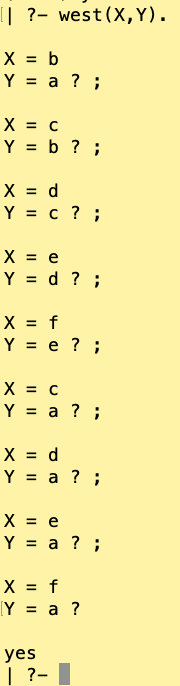 | ?- west(X,Y).
X = b
Y = a ? ;
X = c
Y = b ? ;
X = d
Y = c ? ;
X = e
Y = d ? ;
X = f
Y = e ? ;
X = c
Y = a ? ;
X = d
Y = a ? ;
X = e
Y = a ? ;
X = f
Y = a ?
yes
| ?-